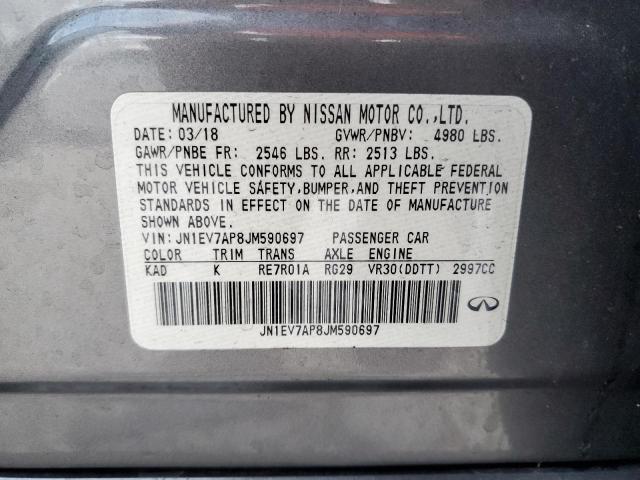 MANUFACTURED BY NISSAN MOTOR CO.,LTD.
DATE: 03/18 GVWR/PNBV: 4980 LBS.
GAWR/PNBE FR: 2546 LBS. RR: 2513 LBS.
THIS VEHICLE CONFORMS TO ALL APPLICABLE FEDERAL
MOTOR VEHICLE SAFETY,BUMPER,AND THEFT PREVENTION
STANDARDS IN EFFECT ON THE DATE OF MANUFACTURE
SHOWN ABOVE.
VIN: JN1EV7AP8JM590697 PASSENGER CAR
COLOR TRIM TRANS AXLE ENGINE
KAD K RE7R01A RG29 VR30(DDTT) 2997CC
JN1EV7AP8JM590697